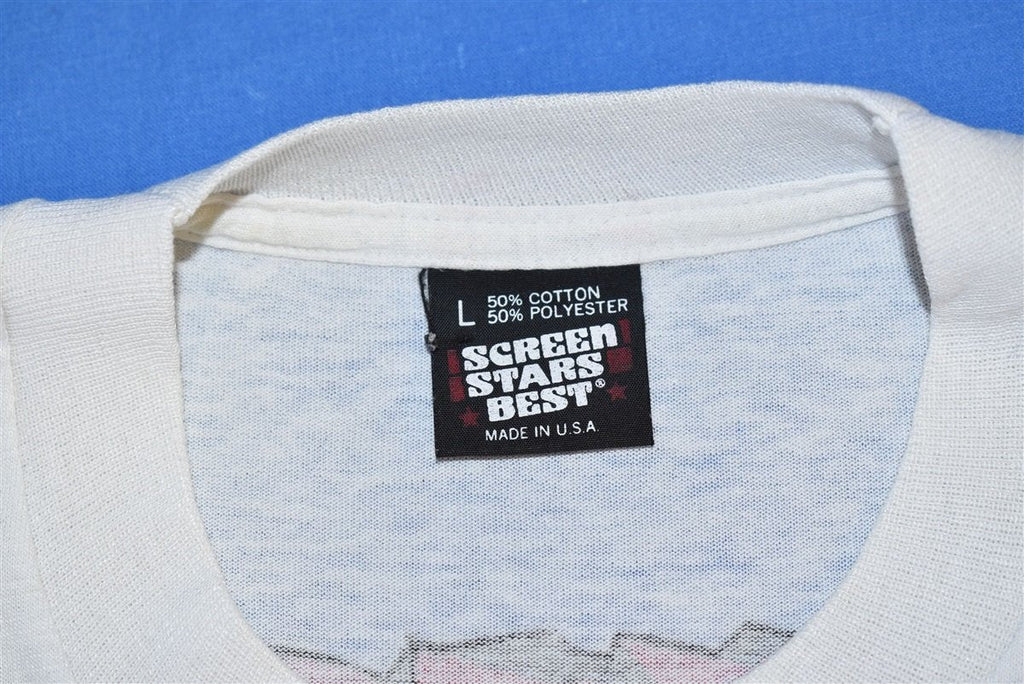 L 50% COTTON
50% POLYESTER
SCREEN
STARS
BEST®
MADE IN U.S.A.